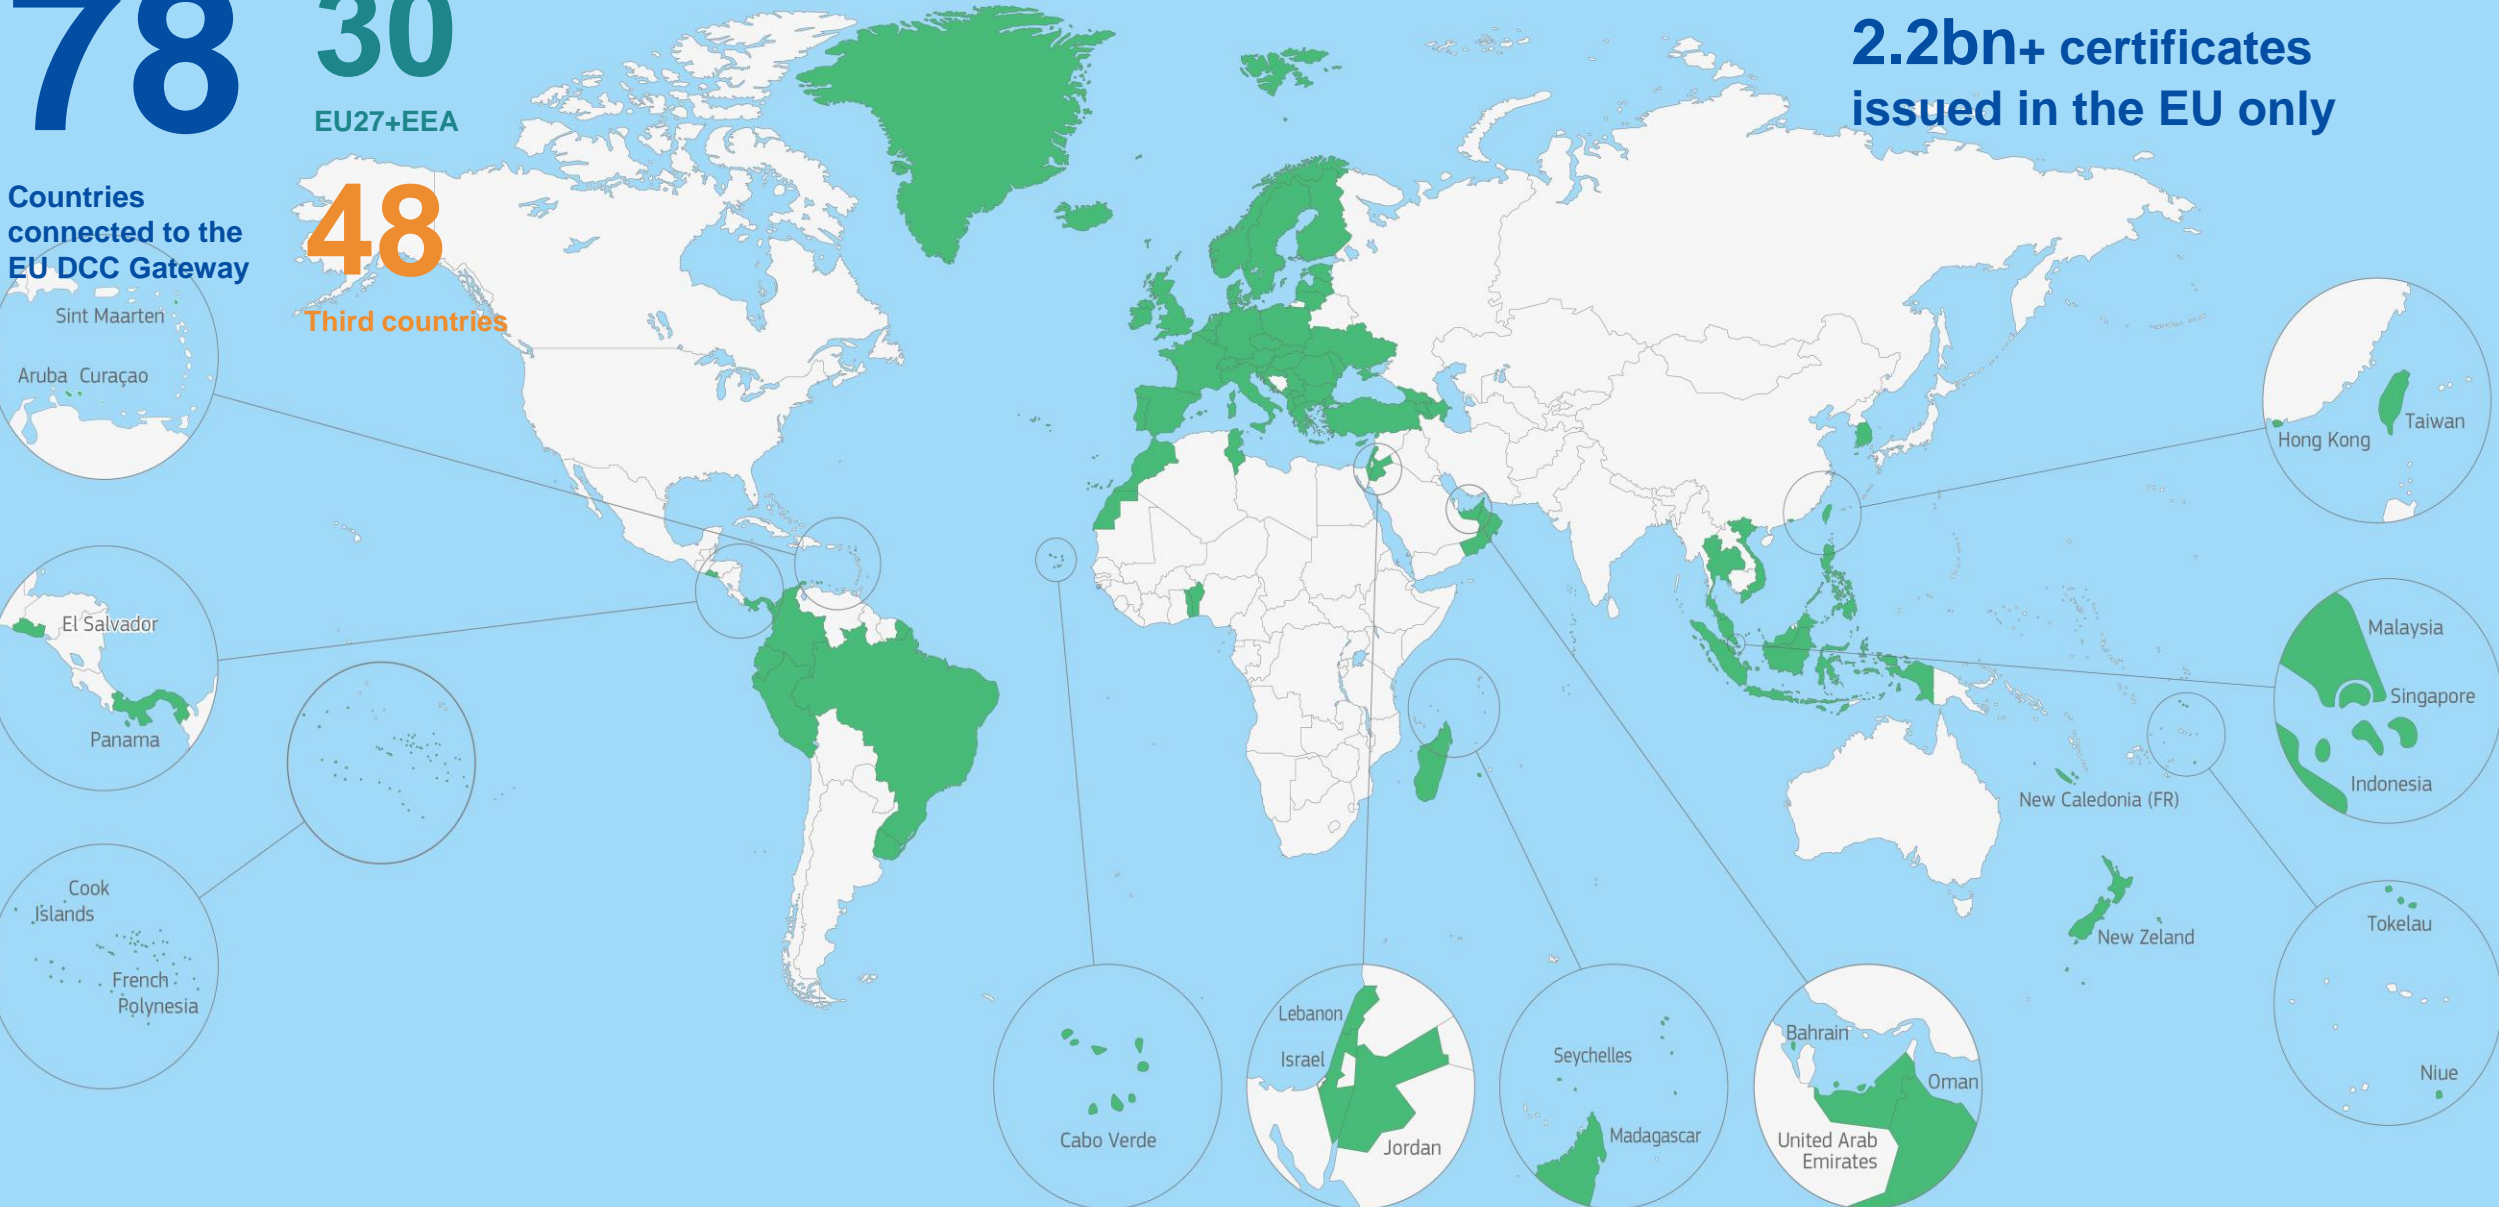 78
Countries
connected to the
EU DCC Gateway
30
EU27+EEA
48
Third countries
2.2bn+ certificates
issued in the EU only
Sint Maarten
Aruba Curaçao
El Salvador
Panama
Cook
Islands
French
Polynesia
Cabo Verde
Lebanon
Israel
Jordan
Seychelles
Madagascar
Bahrain
Oman
United Arab
Emirates
Hong Kong
Taiwan
Malaysia
Singapore
Indonesia
New Caledonia (FR)
New Zeland
Tokelau
Niue